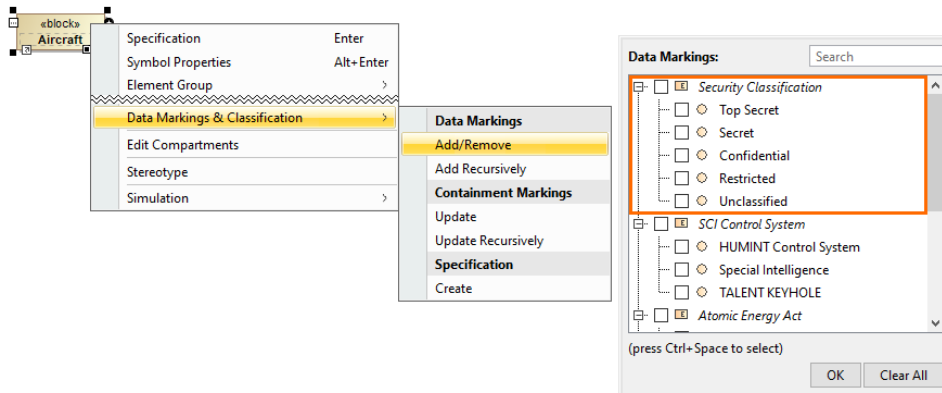 «block»
Aircraft
Specification Enter
Symbol Properties Alt+Enter
Element Group >
Data Markings & Classification >
Edit Compartments
Stereotype
Simulation >
Data Markings
Add/Remove
Add Recursively
Containment Markings
Update
Update Recursively
Specification
Create
Data Markings: Search
E Security Classification
Top Secret
Secret
Confidential
Restricted
Unclassified
E SCI Control System
HUMINT Control System
Special Intelligence
TALENT KEYHOLE
E Atomic Energy Act
(press Ctrl+Space to select)
OK Clear All